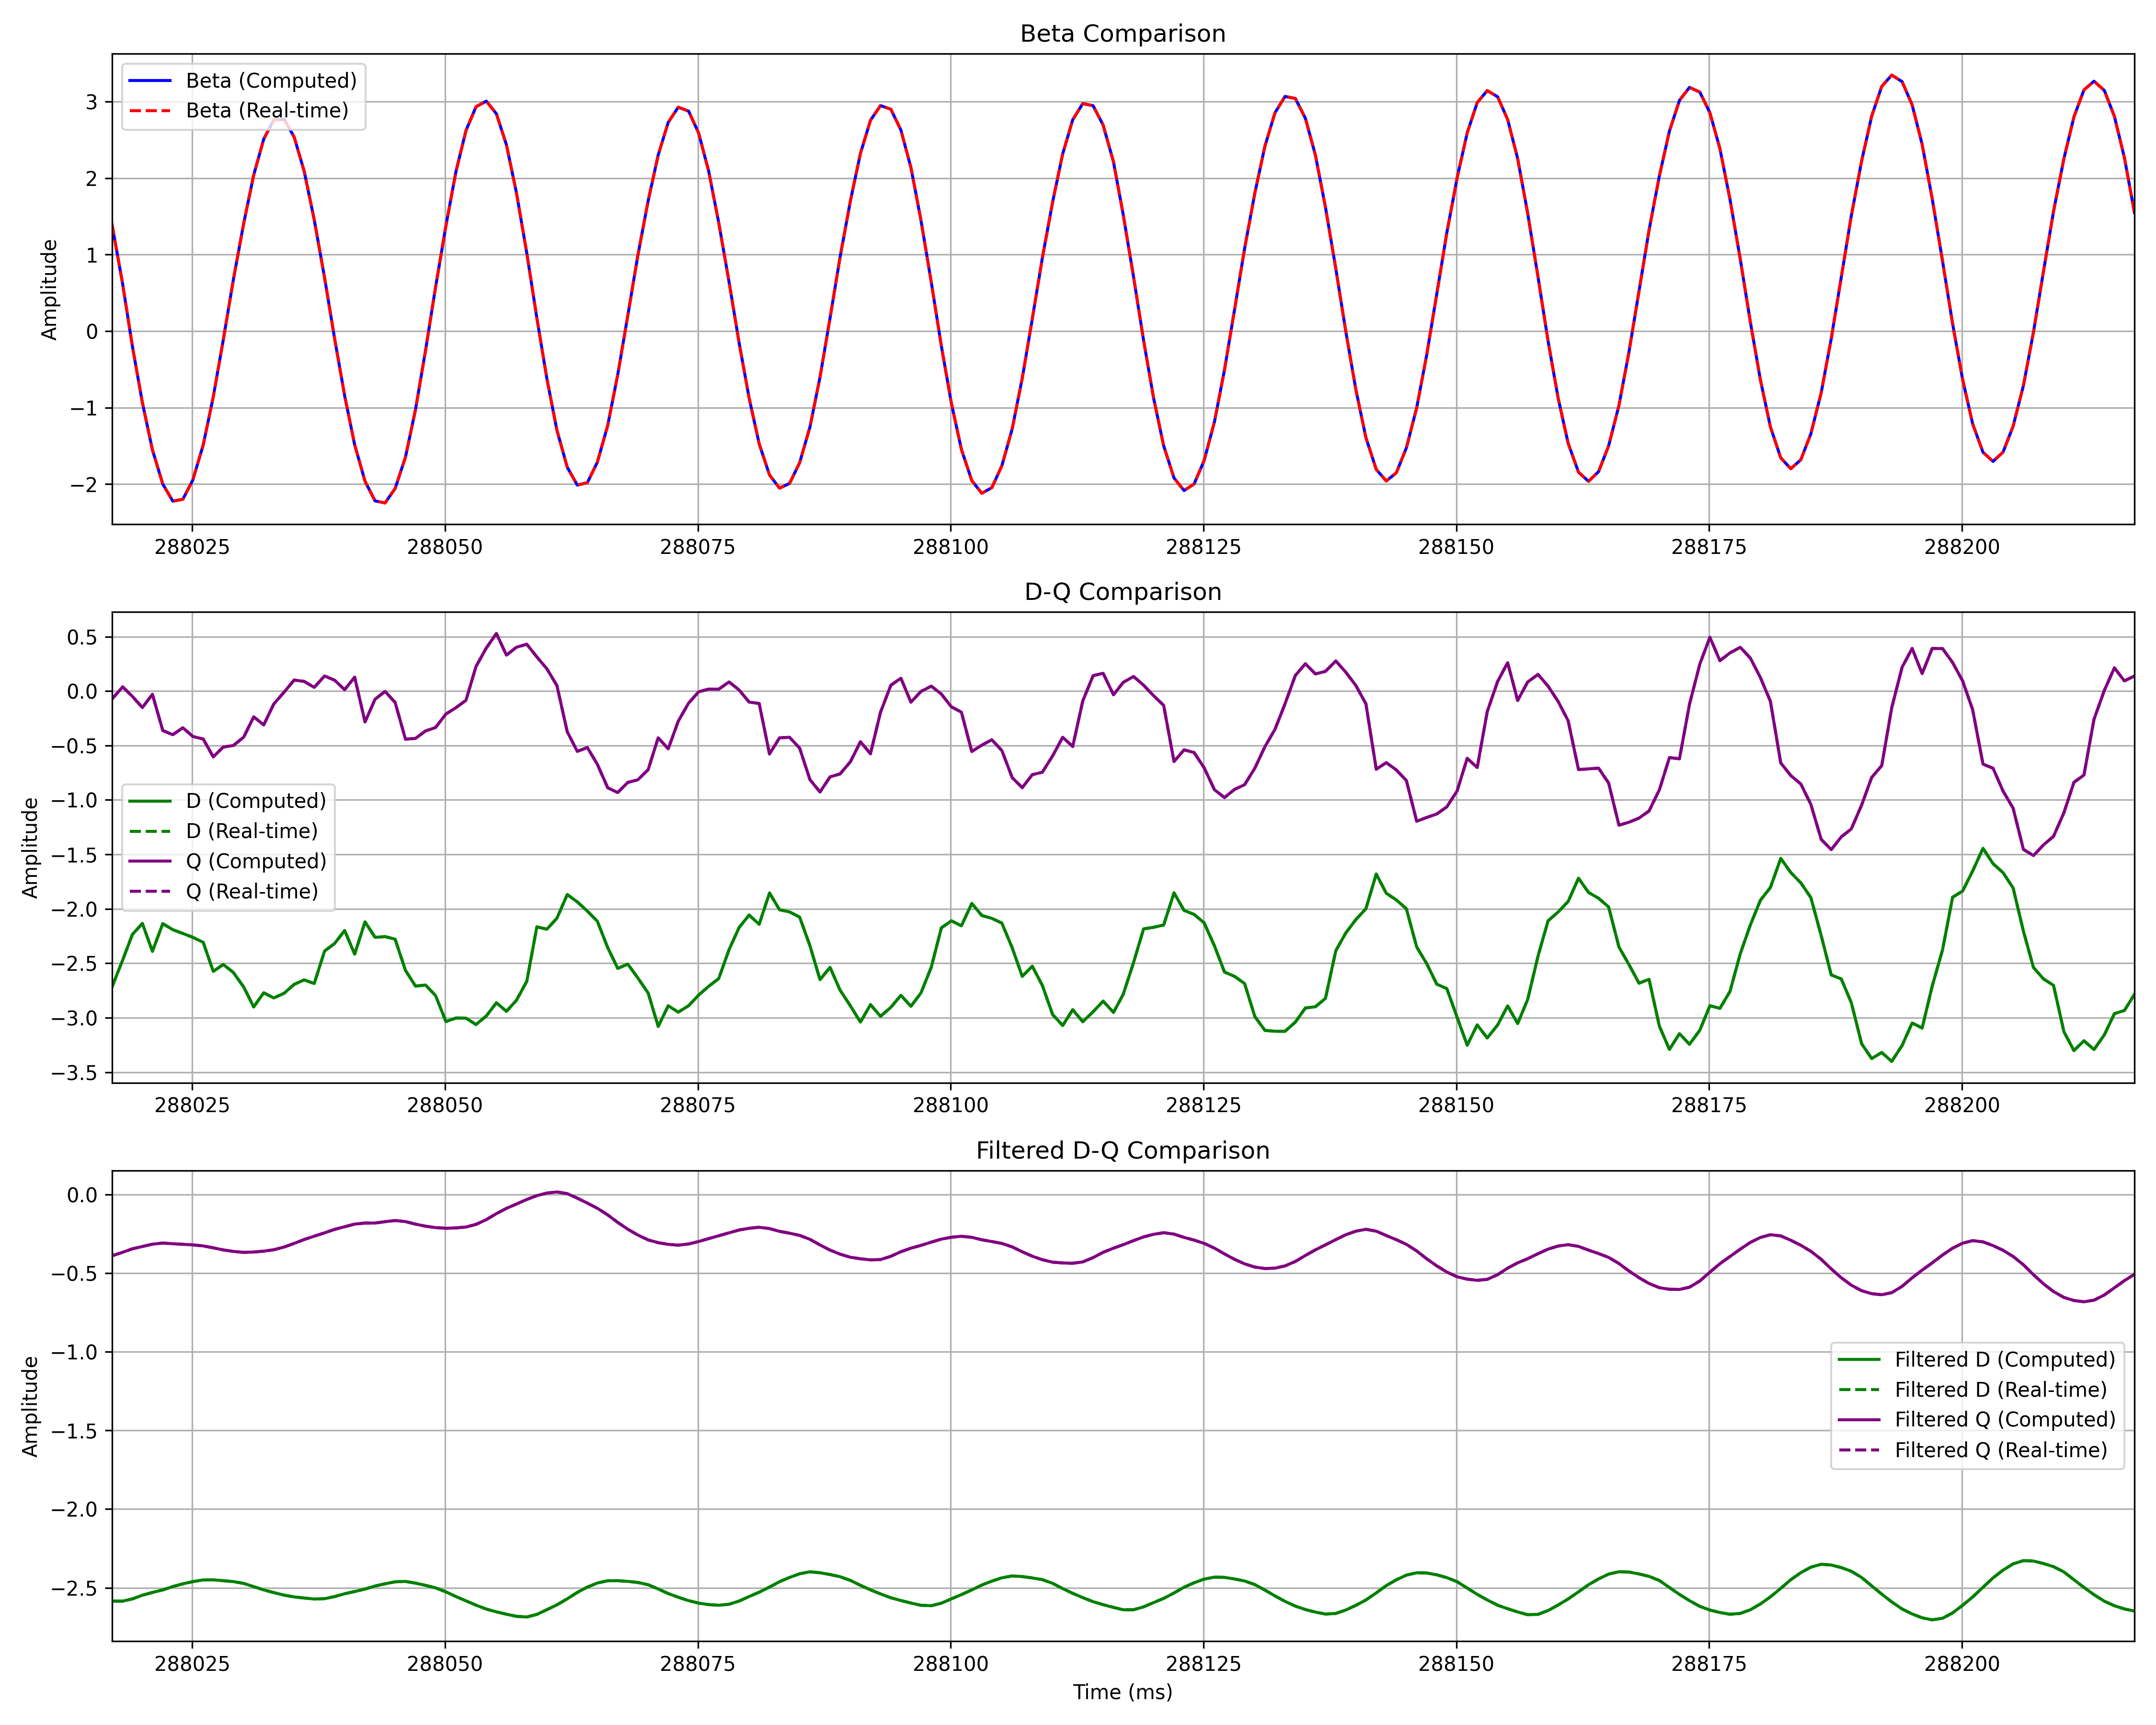 Beta Comparison
Beta (Computed)
Beta (Real-time)
Amplitude
3
2
1
0
−1
−2
288025 288050 288075 288100 288125 288150 288175 288200
D-Q Comparison
0.5
0.0
−0.5
−1.0
−1.5
−2.0
−2.5
−3.0
−3.5
D (Computed)
D (Real-time)
Q (Computed)
Q (Real-time)
Amplitude
288025 288050 288075 288100 288125 288150 288175 288200
Filtered D-Q Comparison
0.0
−0.5
−1.0
−1.5
−2.0
−2.5
Amplitude
Filtered D (Computed)
Filtered D (Real-time)
Filtered Q (Computed)
Filtered Q (Real-time)
288025 288050 288075 288100 288125 288150 288175 288200
Time (ms)